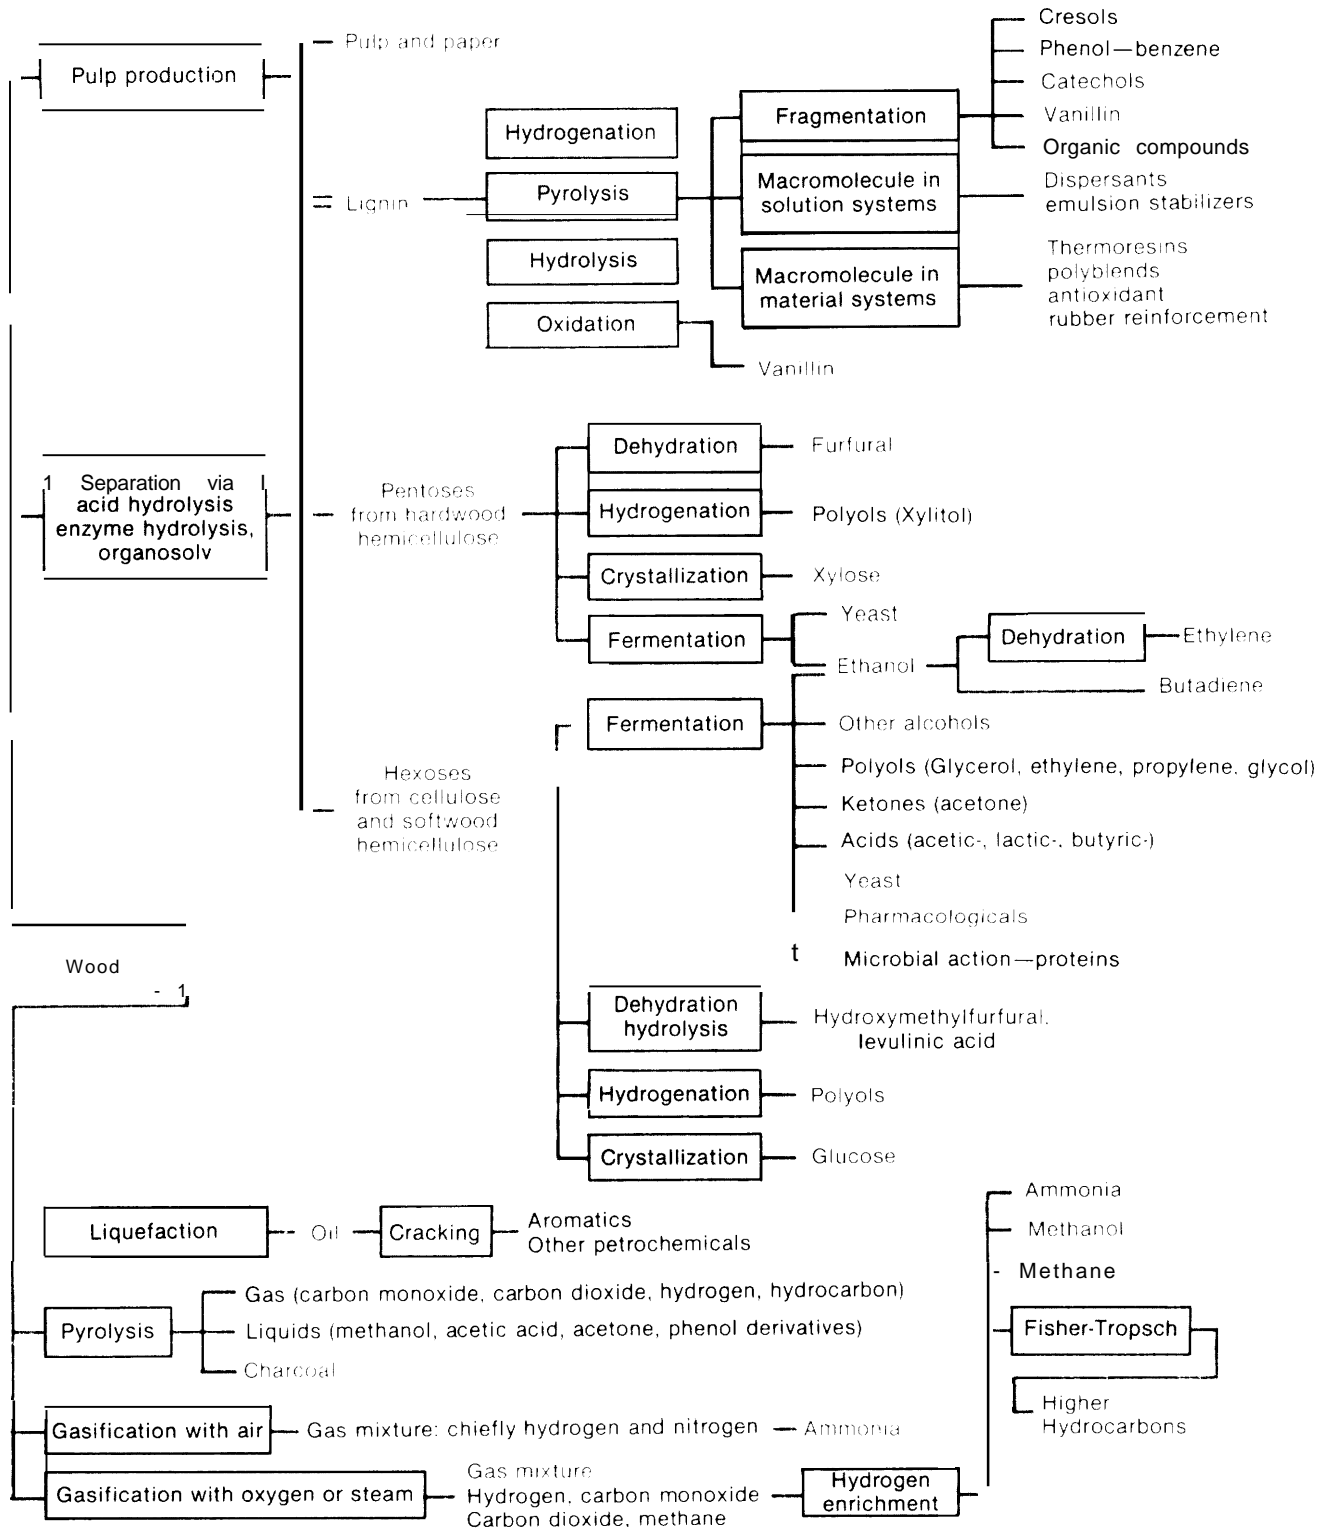 Cresols
Phenol—benzene
Catechols
Vanillin
Organic compounds
Pulp and paper
Pulp production
Fragmentation
Hydrogenation
Macromolecule in
solution systems
Dispersants
emulsion stabilizers
Lignin
Pyrolysis
Hydrolysis
Macromolecule in
material systems
Thermoresins
polyblends
antioxidant
rubber reinforcement
Oxidation
Vanillin
1 Separation via I
acid hydrolysis
enzyme hydrolysis,
organosolv
Pentoses
from hardwood
hemicellulose
Dehydration
Furfural
Hydrogenation
Polyols (Xylitol)
Crystallization
Xylose
Fermentation
Yeast
Ethanol
Dehydration
Ethylene
Butadiene
Hexoses
from cellulose
and softwood
hemicellulose
Fermentation
Other alcohols
Polyols (Glycerol, ethylene, propylene. glycol)
Ketones (acetone)
Acids (acetic-, lactic-, butyric-)
Yeast
Pharmacologicals
t Microbial action—proteins
Wood
- 1
Dehydration
hydrolysis
Hydroxymethylfurfural.
levulinic acid
Hydrogenation
Polyols
Crystallization
Glucose
Liquefaction
Oil
Cracking
Aromatics
Other petrochemicals
Ammonia
Methanol
- Methane
Fisher-Tropsch
Higher
Hydrocarbons
Pyrolysis
Gas (carbon monoxide, carbon dioxide, hydrogen, hydrocarbon)
Liquids (methanol, acetic acid, acetone, phenol derivatives)
Charcoal
Gasification with air
Gas mixture: chiefly hydrogen and nitrogen
Ammonia
Gasification with oxygen or steam
Gas mixture
Hydrogen, carbon monoxide
Carbon dioxide, methane
Hydrogen
enrichment